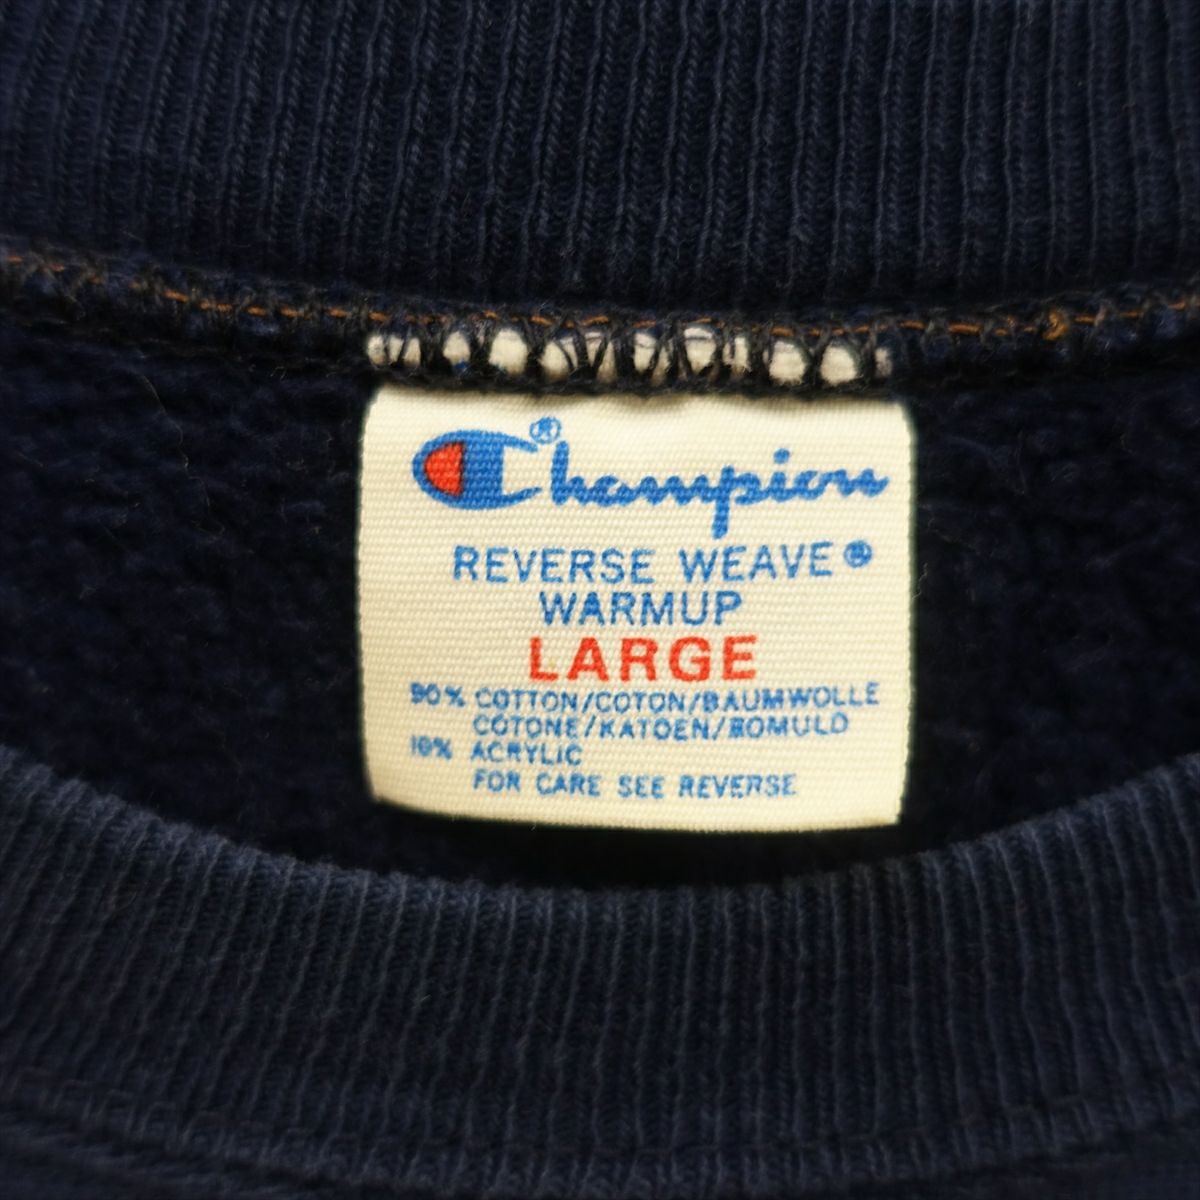 Champion®
REVERSE WEAVE®
WARMUP
LARGE
90% COTTON/COTON/BAUMWOLLE
COTONE/KATOEN/BOMULD
10% ACRYLIC
FOR CARE SEE REVERSE